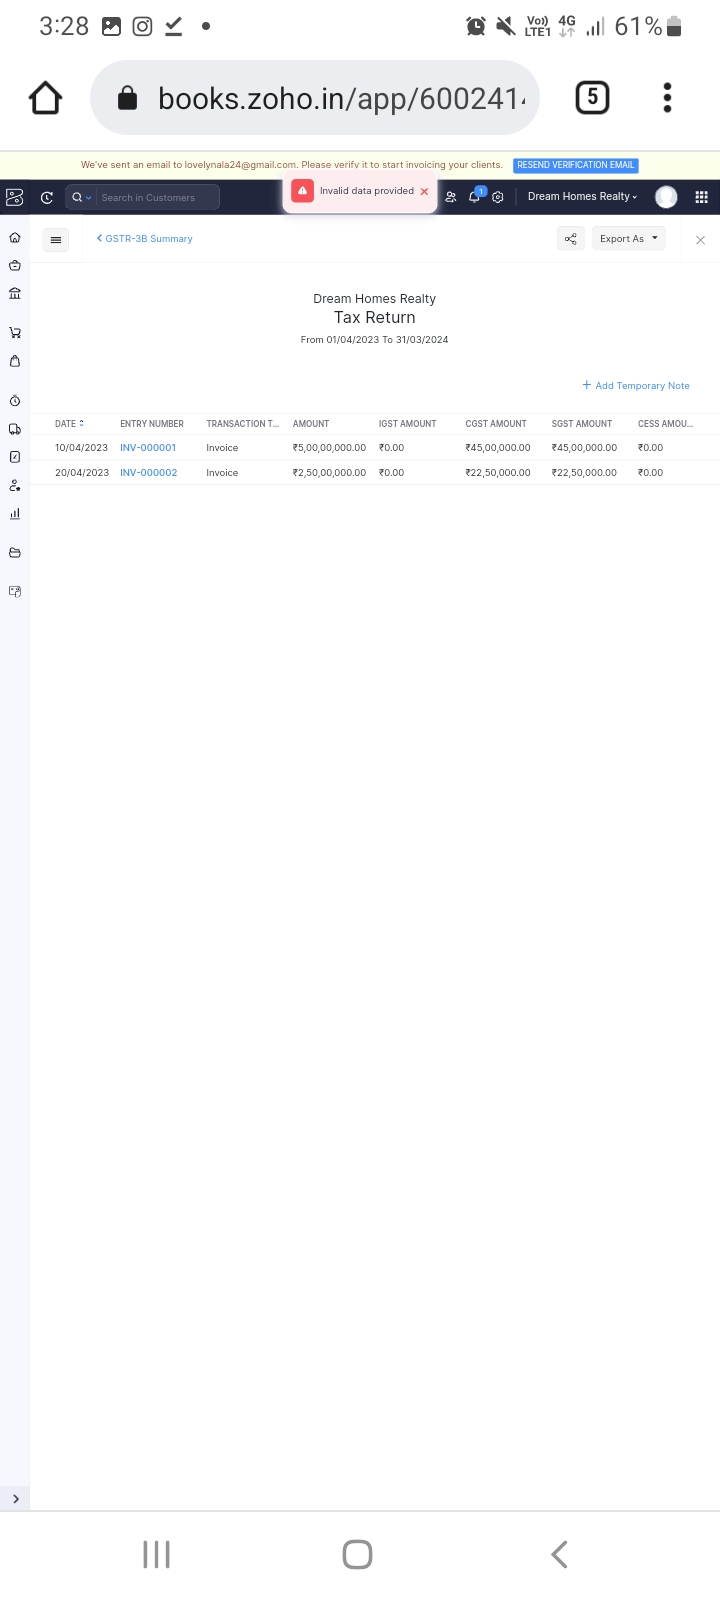 3:28 Vo)) LTE1 4G 61%
books.zoho.in/app/600241 5
We've sent an email to lovelynala24@gmail.com. Please verify it to start invoicing your clients. RESEND VERIFICATION EMAIL
Search in Customers Invalid data provided 1 Dream Homes Realty
GSTR-3B Summary Export As
Dream Homes Realty
Tax Return
From 01/04/2023 To 31/03/2024
+ Add Temporary Note
DATE ENTRY NUMBER TRANSACTION T... AMOUNT IGST AMOUNT CGST AMOUNT SGST AMOUNT CESS AMOU...
10/04/2023 INV-000001 Invoice ₹5,00,00,000.00 ₹0.00 ₹45,00,000.00 ₹45,00,000.00 ₹0.00
20/04/2023 INV-000002 Invoice ₹2,50,00,000.00 ₹0.00 ₹22,50,000.00 ₹22,50,000.00 ₹0.00